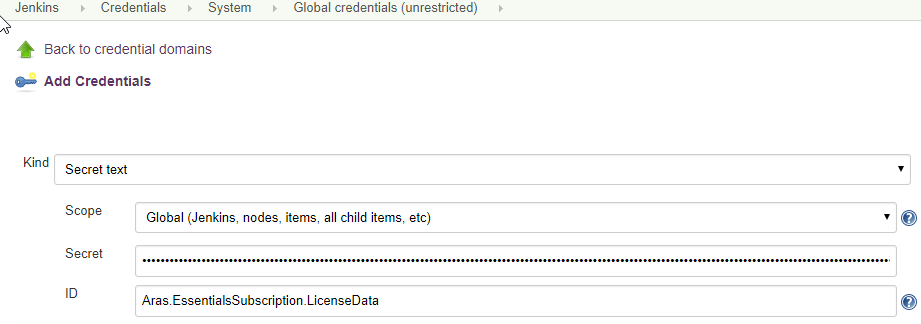 Jenkins Credentials System Global credentials (unrestricted)
Back to credential domains
Add Credentials
Kind Secret text
Scope Global (Jenkins, nodes, items, all child items, etc)
Secret
ID Aras.EssentialsSubscription.LicenseData